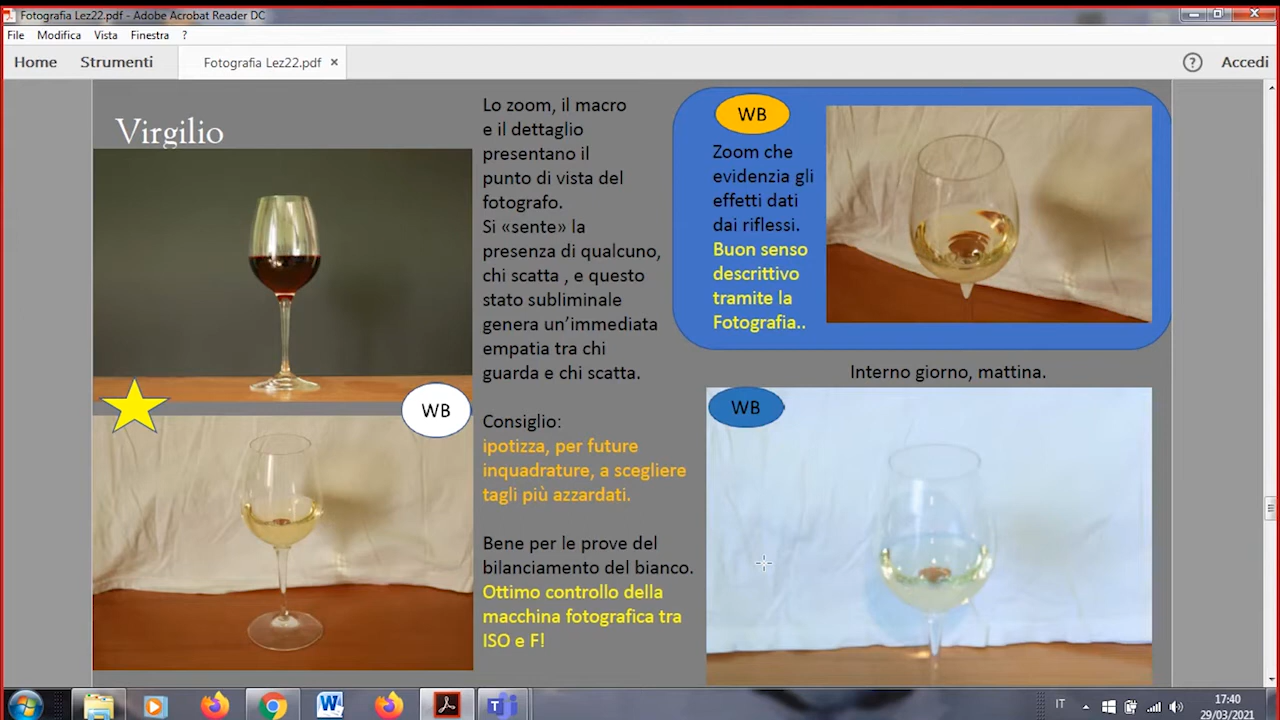 Fotografia Lez22.pdf - Adobe Acrobat Reader DC
File Modifica Vista Finestra ?
Home Strumenti Fotografia Lez22.pdf × ? Accedi
Virgilio
WB
Lo zoom, il macro
e il dettaglio
presentano il
punto di vista del
fotografo.
Si «sente» la
presenza di qualcuno,
chi scatta , e questo
stato subliminale
genera un’immediata
empatia tra chi
guarda e chi scatta.
Consiglio:
ipotizza, per future
inquadrature, a scegliere
tagli più azzardati.
Bene per le prove del
bilanciamento del bianco.
Ottimo controllo della
macchina fotografica tra
ISO e F!
WB
Zoom che
evidenzia gli
effetti dati
dai riflessi.
Buon senso
descrittivo
tramite la
Fotografia..
Interno giorno, mattina.
WB
IT
17:40
29/03/2021